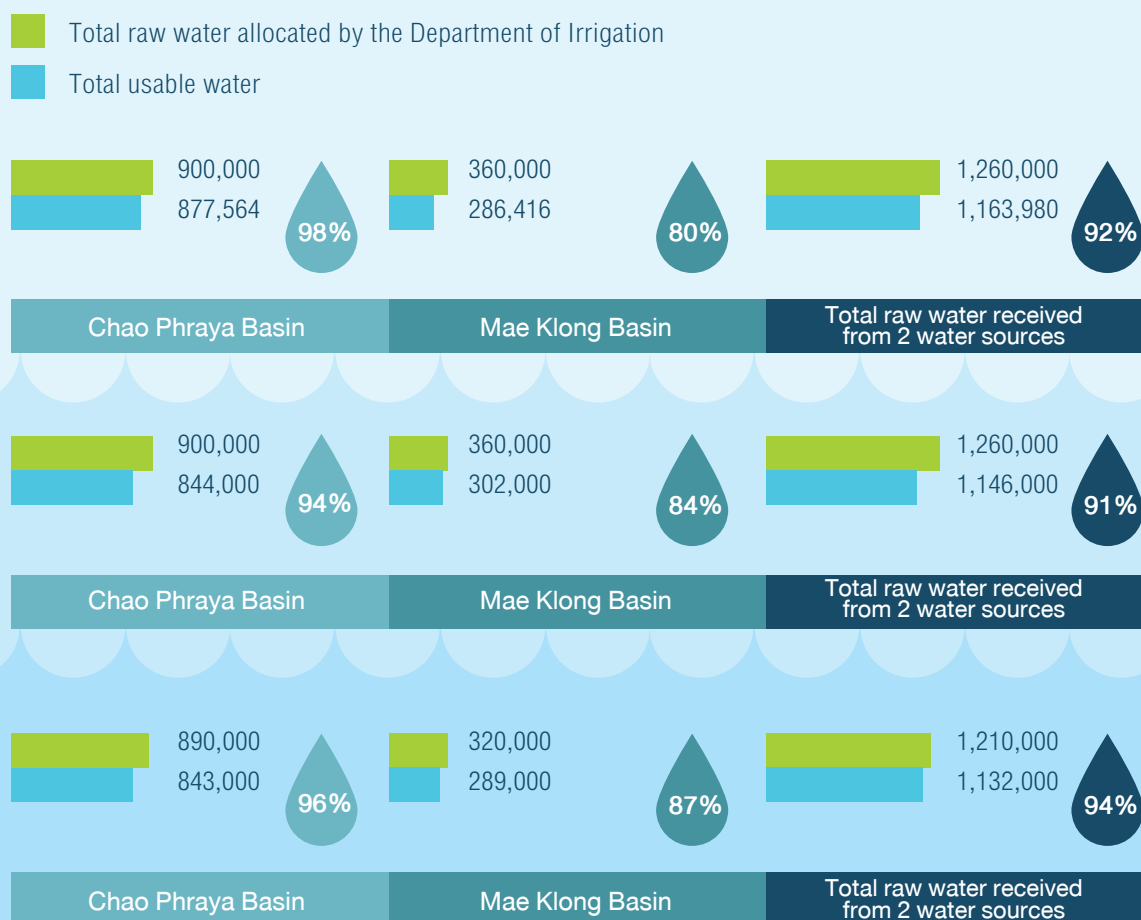 Total raw water allocated by the Department of Irrigation
Total usable water
900,000
877,564
98%
360,000
286,416
80%
1,260,000
1,163,980
92%
Chao Phraya Basin
Mae Klong Basin
Total raw water received
from 2 water sources
900,000
844,000
94%
360,000
302,000
84%
1,260,000
1,146,000
91%
Chao Phraya Basin
Mae Klong Basin
Total raw water received
from 2 water sources
890,000
843,000
96%
320,000
289,000
87%
1,210,000
1,132,000
94%
Chao Phraya Basin
Mae Klong Basin
Total raw water received
from 2 water sources